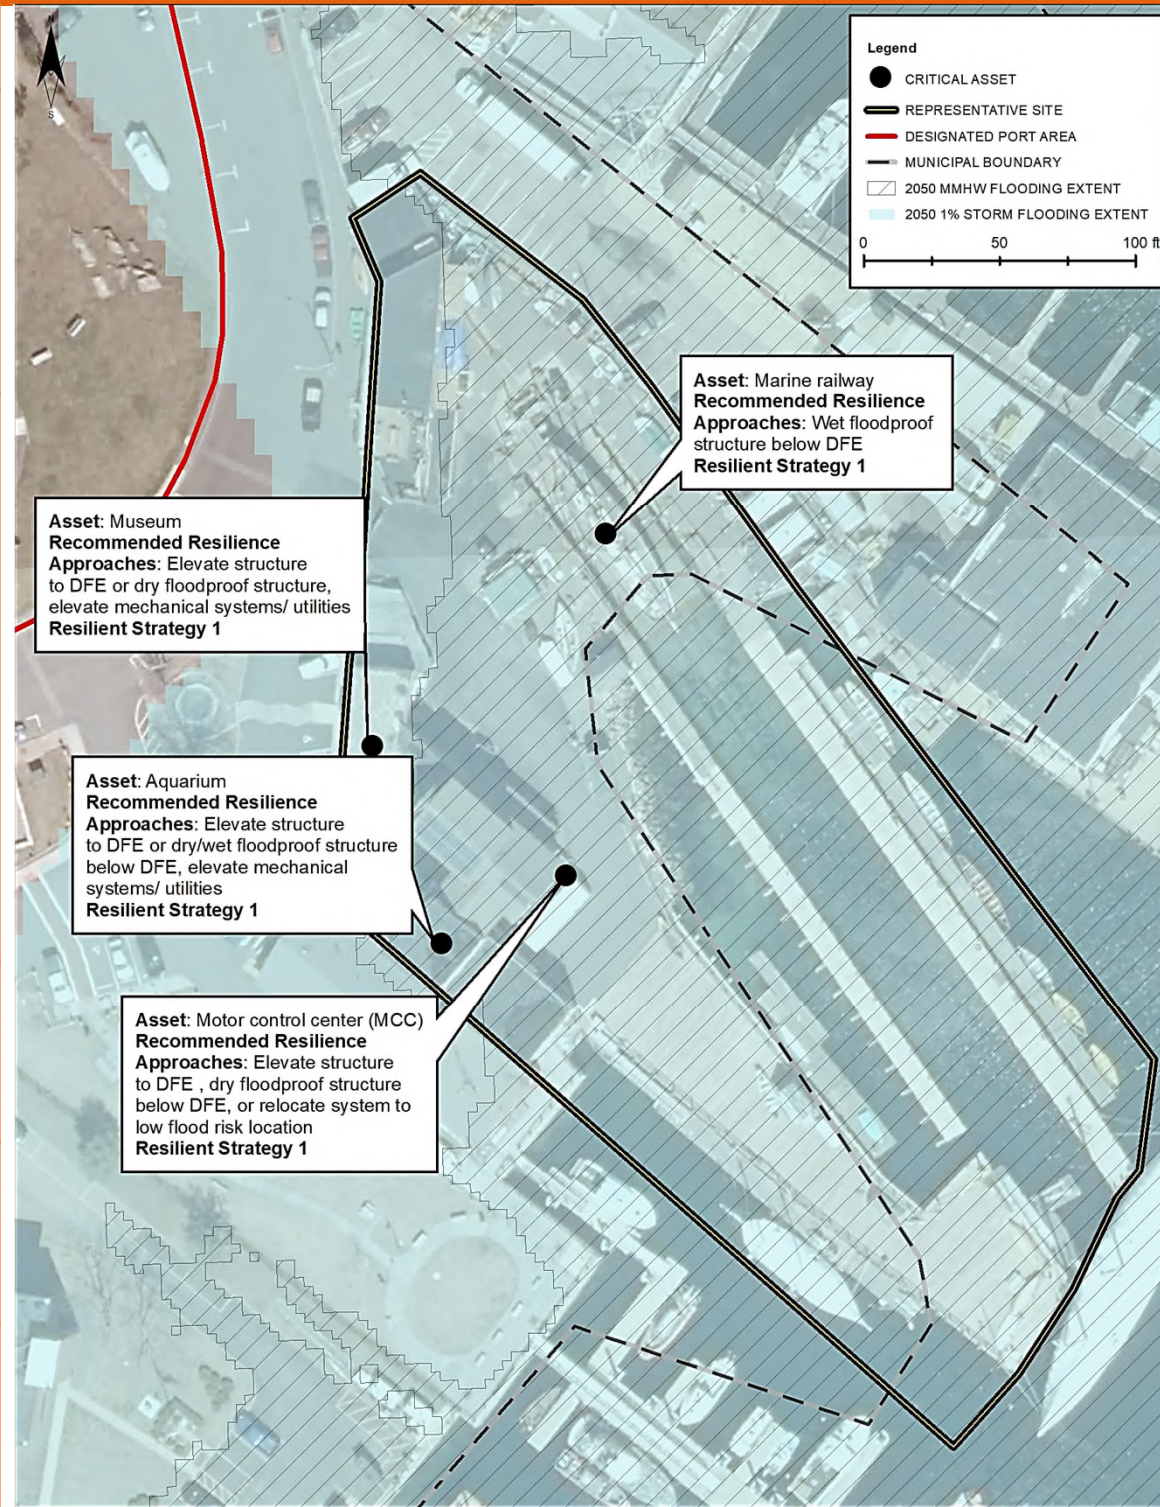 S
Legend
CRITICAL ASSET
REPRESENTATIVE SITE
DESIGNATED PORT AREA
MUNICIPAL BOUNDARY
2050 MMHW FLOODING EXTENT
2050 1% STORM FLOODING EXTENT
0 50 100 ft
Asset: Marine railway
Recommended Resilience
Approaches: Wet floodproof
structure below DFE
Resilient Strategy 1
Asset: Museum
Recommended Resilience
Approaches: Elevate structure
to DFE or dry floodproof structure,
elevate mechanical systems/ utilities
Resilient Strategy 1
Asset: Aquarium
Recommended Resilience
Approaches: Elevate structure
to DFE or dry/wet floodproof structure
below DFE, elevate mechanical
systems/ utilities
Resilient Strategy 1
Asset: Motor control center (MCC)
Recommended Resilience
Approaches: Elevate structure
to DFE , dry floodproof structure
below DFE, or relocate system to
low flood risk location
Resilient Strategy 1